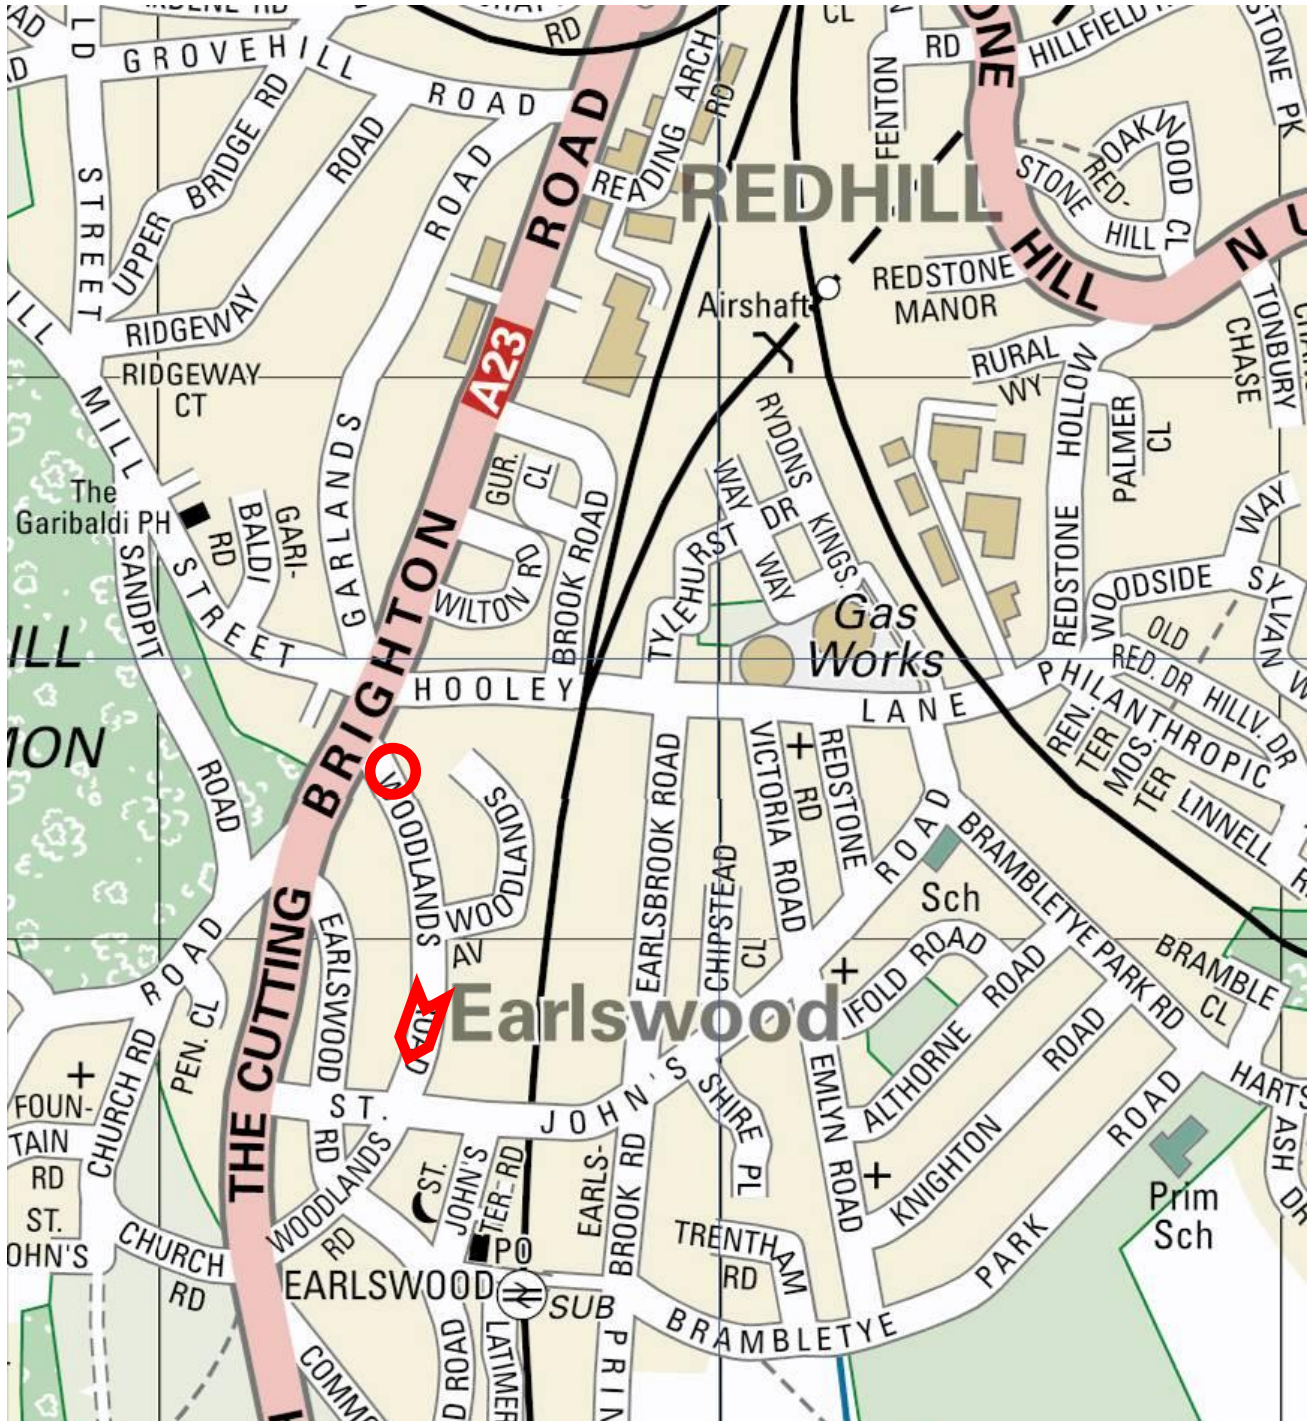 RD
CL
RD
HILLFIELD
STONE PK
GROVEHILL
ROAD
STREET
UPPER BRIDGE RD
ROAD
ROAD
BRIGHTON ROAD
READING ARCH
RD
FENTON
REDHILL
OAKWOOD CL
RED-
STONE
HILL
HILL
REDSTONE
MANOR
Airshaft
RIDGEWAY
RIDGEWAY
CT
A23
RURAL
WY
TONBURY
CHASE
MILL
STREET
The
Garibaldi PH
GARI-
BALDI
RD
GARLANDS
GUR.
CL
WILTON RD
BROOK ROAD
RYDONS
WAY
DR
KINGS
WAY
TYLEHURST
REDSTONE HOLLOW
PALMER
CL
WOODSIDE
WAY
SYLVAN
OLD
RED. DR
HILLV. DR
SANDPIT
ROAD
Gas
Works
HOOLEY
LANE
PHILANTHROPIC
REN.
TER
MOS.
TER
LINNELL
WOODLANDS
ROAD
WOODLANDS
WOODLANDS
AV
EARLSBROOK ROAD
VICTORIA ROAD
REDSTONE
RD
CHIPSTEAD
CL
ROAD
Sch
BRAMBLETYE PARK RD
BRAMBLE
CL
THE CUTTING
EARLSWOOD
RD
ROAD
PEN. CL
CHURCH RD
FOUN-
TAIN
RD
ST.
OHN'S
Earlswood
IFOLD ROAD
ALTHORNE ROAD
KNIGHTON
ROAD
EMLYN ROAD
SHIRE PL
ST.
JOHN'S
HARTS
ASH DR
Prim
Sch
WOODLANDS
RD
CHURCH
RD
ST.
JOHN'S
TER-RD
PO
EARLSWOOD
SUB
EARLS-
BROOK RD
TRENTHAM
RD
BRAMBLETYE
PARK
ROAD
COMMO
D ROAD
LATIMER
PRIN